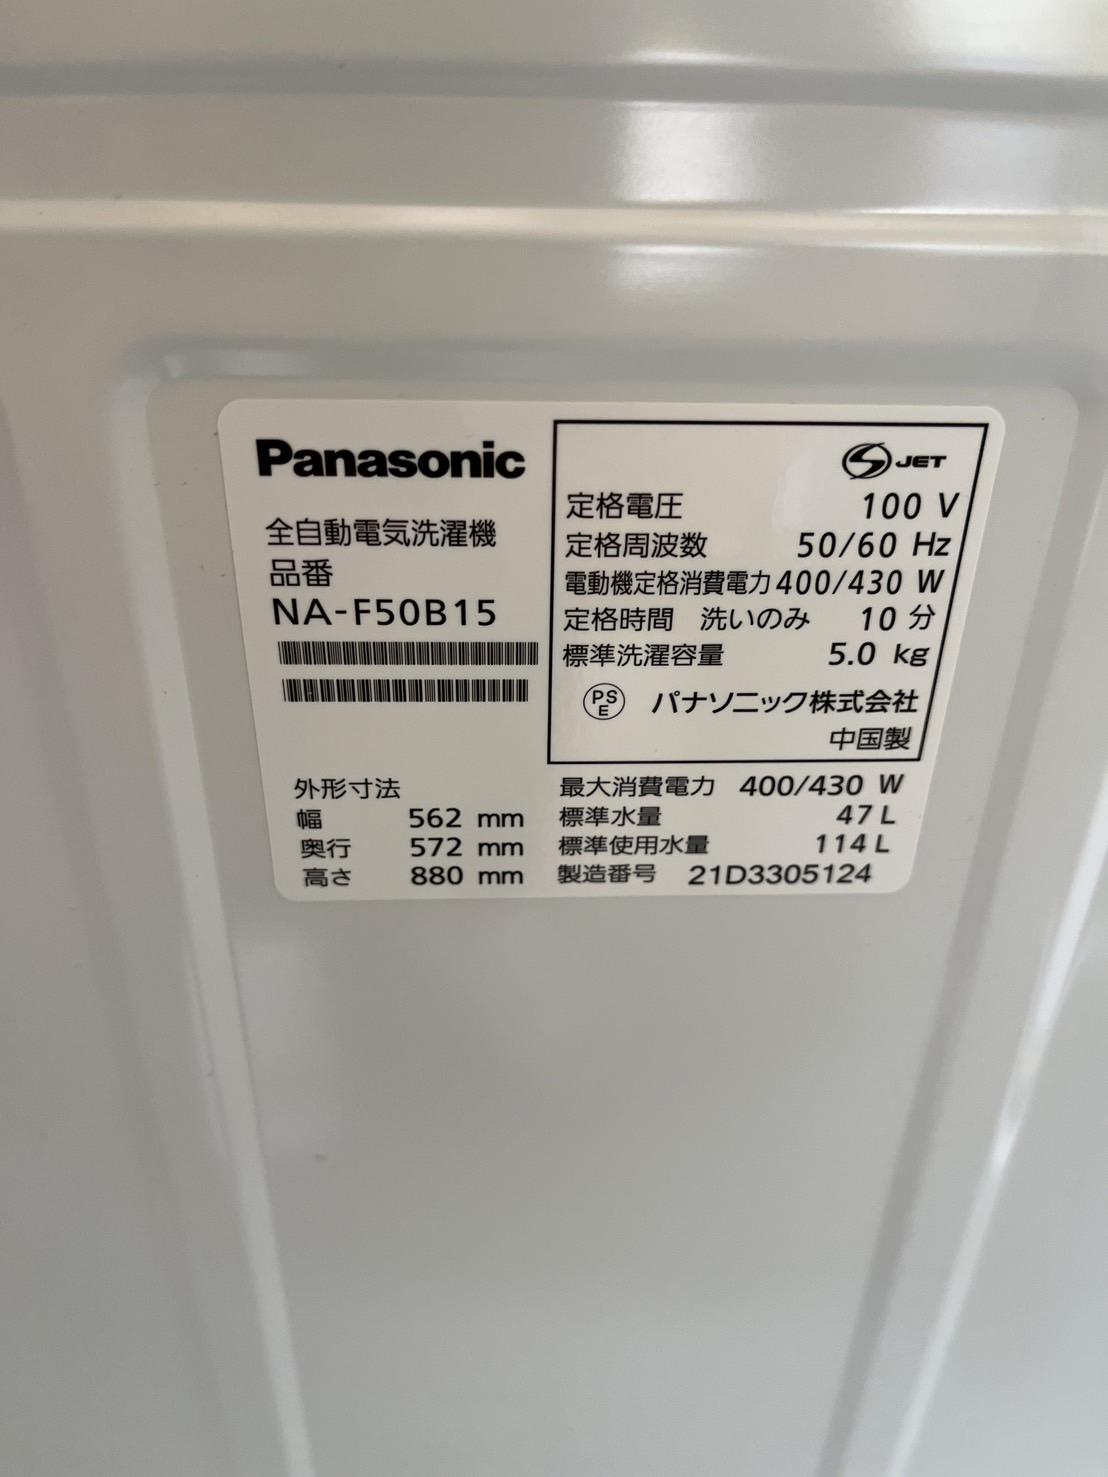 Panasonic
全自動電気洗濯機
品番
NA-F50B15
S JET
定格電圧 100 V
定格周波数 50/60 Hz
電動機定格消費電力 400/430 W
定格時間 洗いのみ 10 分
標準洗濯容量 5.0 kg
PSE パナソニック株式会社
中国製
外形寸法
幅 562 mm
奥行 572 mm
高さ 880 mm
最大消費電力 400/430 W
標準水量 47 L
標準使用水量 114 L
製造番号 21D3305124